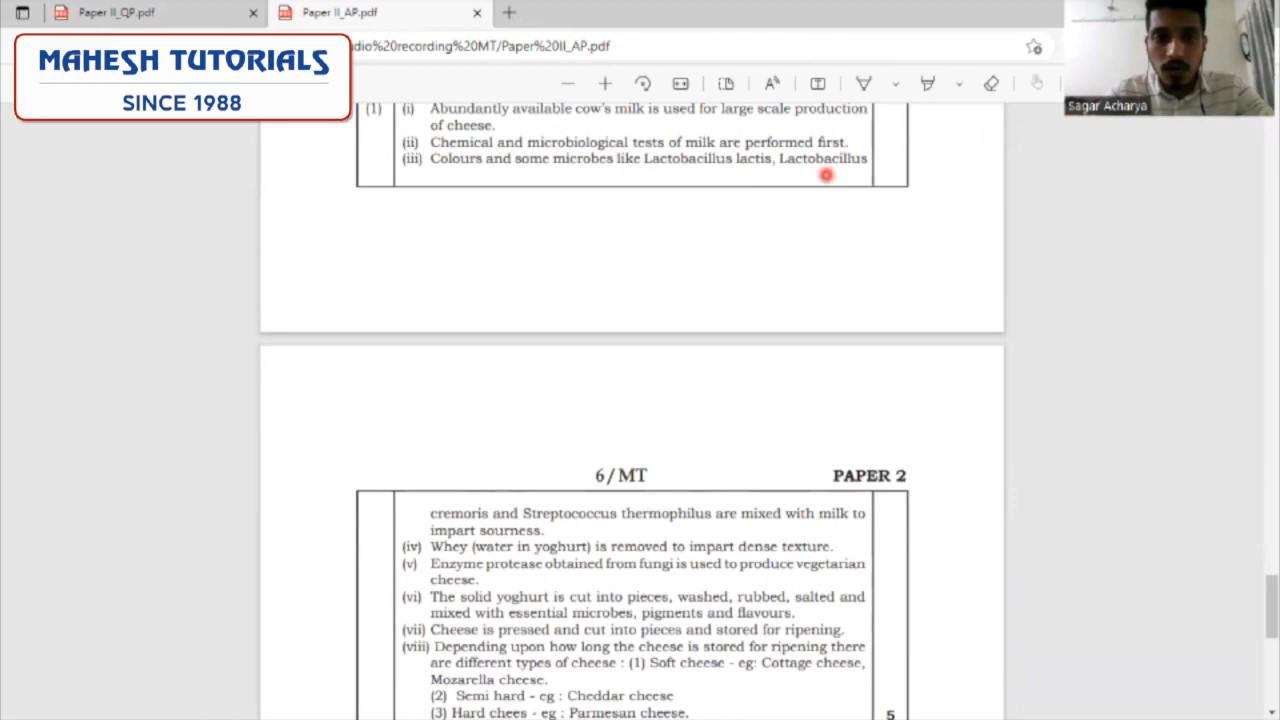 Paper II_QP.pdf
Paper II_AP.pdf
MAHESH TUTORIALS
SINCE 1988
dio%20recording%20MT/Paper%20II_AP.pdf
Sagar Acharya
(1) (i) Abundantly available cow's milk is used for large scale production
of cheese.
(ii) Chemical and microbiological tests of milk are performed first.
(iii) Colours and some microbes like Lactobacillus lactis, Lactobacillus
6/MT PAPER 2
cremoris and Streptococcus thermophilus are mixed with milk to
impart sourness.
(iv) Whey (water in yoghurt) is removed to impart dense texture.
(v) Enzyme protease obtained from fungi is used to produce vegetarian
cheese.
(vi) The solid yoghurt is cut into pieces, washed, rubbed, salted and
mixed with essential microbes, pigments and flavours.
(vii) Cheese is pressed and cut into pieces and stored for ripening.
(viii) Depending upon how long the cheese is stored for ripening there
are different types of cheese : (1) Soft cheese - eg: Cottage cheese,
Mozarella cheese.
(2) Semi hard - eg : Cheddar cheese
(3) Hard chees - eg : Parmesan cheese. 5